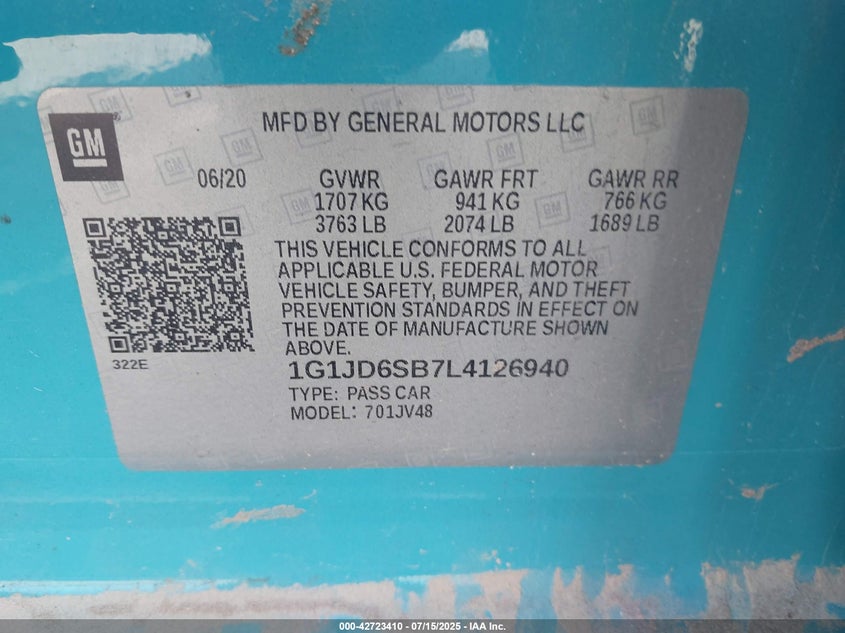 MFD BY GENERAL MOTORS LLC
GM
06/20 GVWR GAWR FRT GAWR RR
1707 KG 941 KG 766 KG
3763 LB 2074 LB 1689 LB
THIS VEHICLE CONFORMS TO ALL
APPLICABLE U.S. FEDERAL MOTOR
VEHICLE SAFETY, BUMPER, AND THEFT
PREVENTION STANDARDS IN EFFECT ON
THE DATE OF MANUFACTURE SHOWN
ABOVE.
322E
1G1JD6SB7L4126940
TYPE: PASS CAR
MODEL: 701JV48
000-42723410 - 07/15/2025 - IAA Inc.